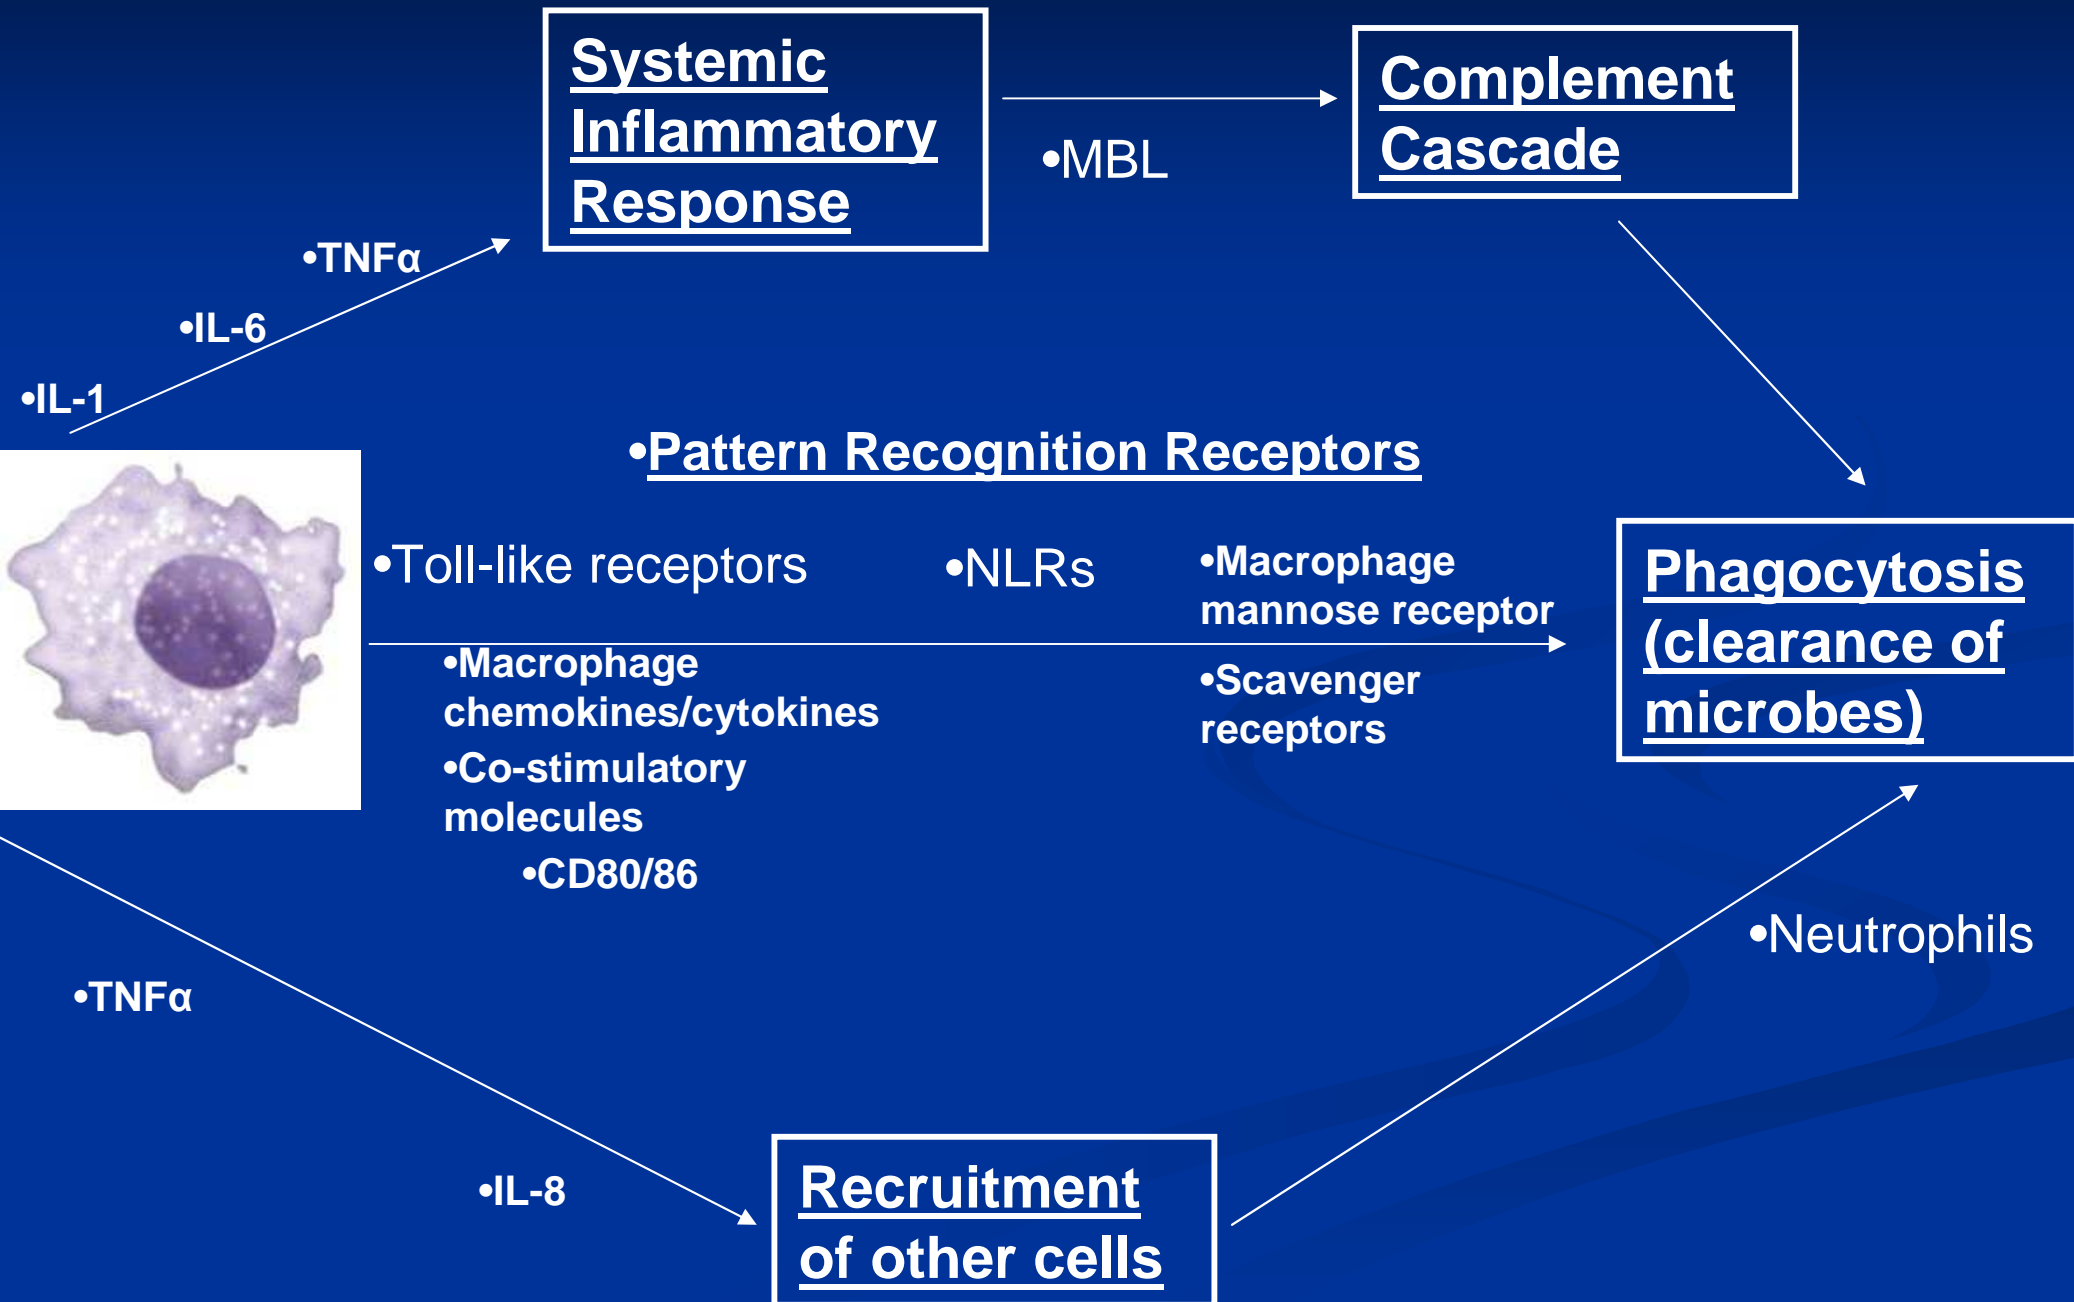 Systemic
Inflammatory
Response
•MBL
Complement
Cascade
•TNFα
•IL-6
•IL-1
•Pattern Recognition Receptors
•Toll-like receptors
•NLRs
•Macrophage
mannose receptor
•Macrophage
chemokines/cytokines
•Co-stimulatory
molecules
•CD80/86
•Scavenger
receptors
Phagocytosis
(clearance of
microbes)
•Neutrophils
•TNFα
•IL-8
Recruitment
of other cells